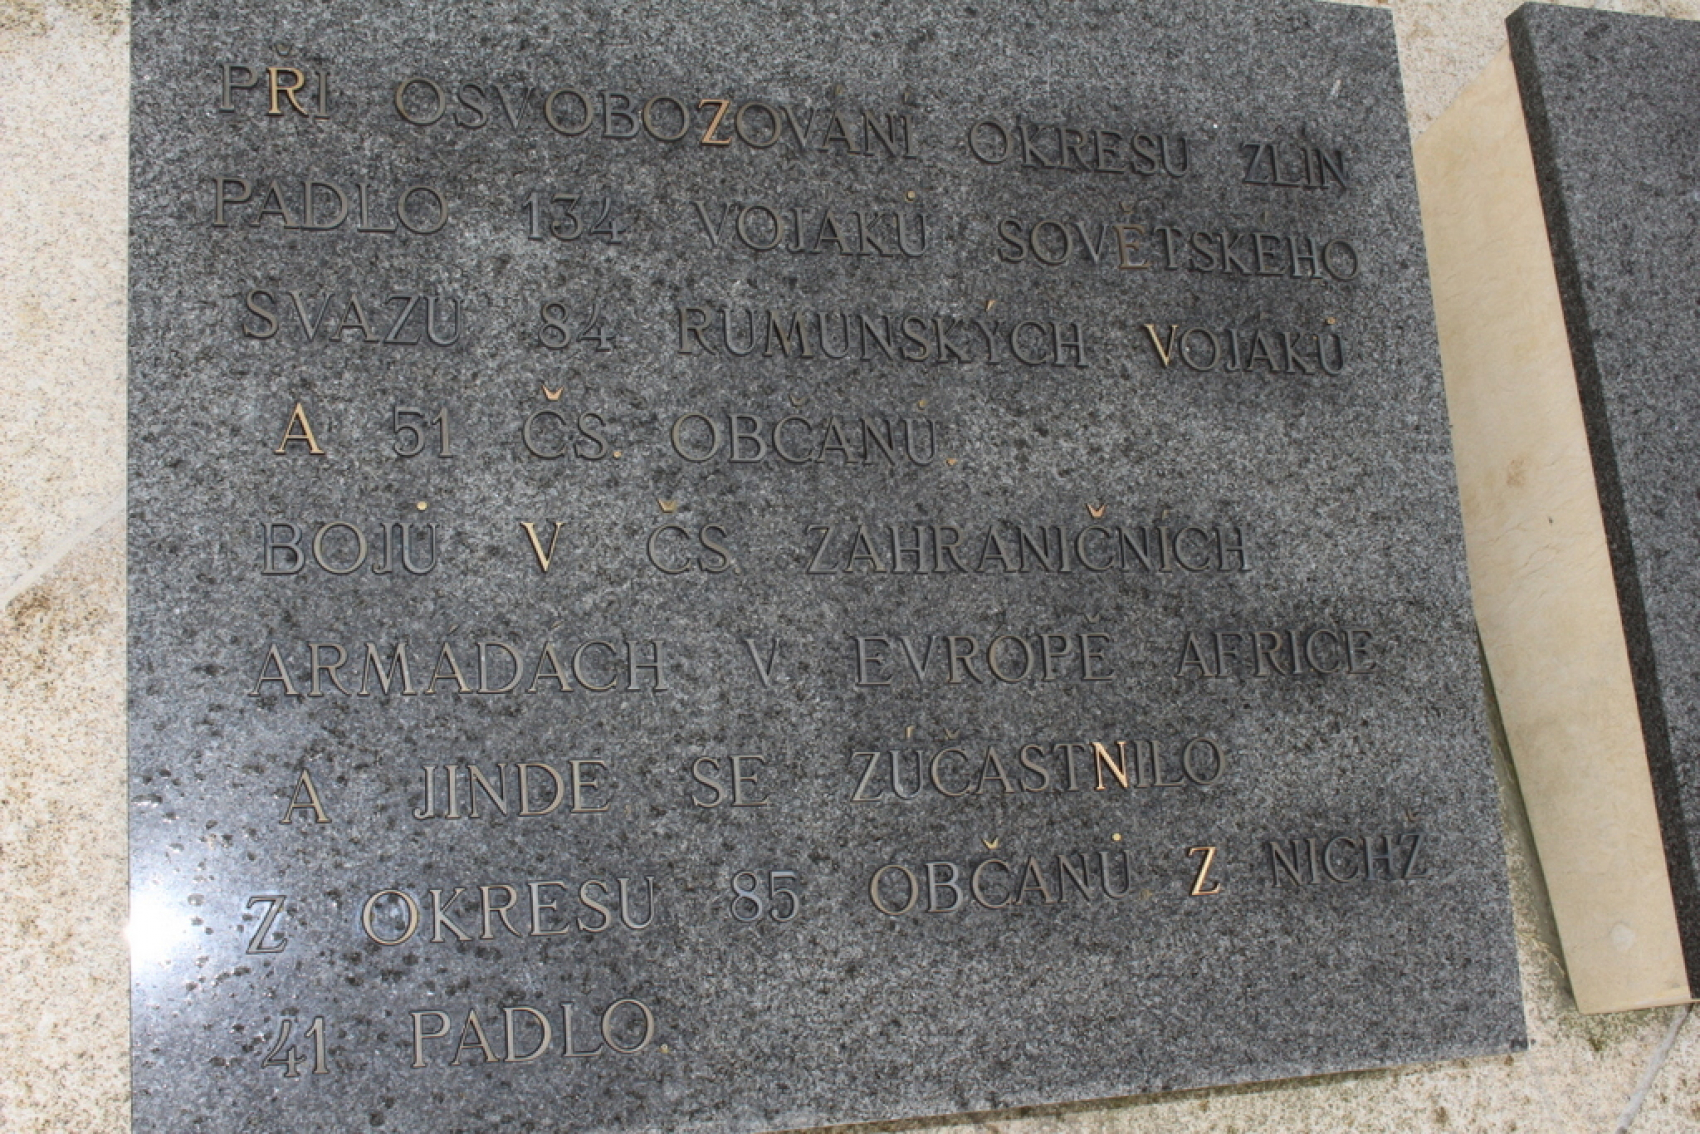 PŘI OSVOBOZOVÁNÍ OKRESU ZLÍN
PADLO 134 VOJÁKŮ SOVĚTSKÉHO
SVAZU 84 RUMUNSKÝCH VOJÁKŮ
A 51 ČS. OBČANŮ.
BOJŮ V ČS. ZAHRANIČNÍCH
ARMÁDÁCH V EVROPĚ AFRICE
A JINDE SE ZÚČASTNILO
Z OKRESU 85 OBČANŮ Z NICHŽ
41 PADLO.